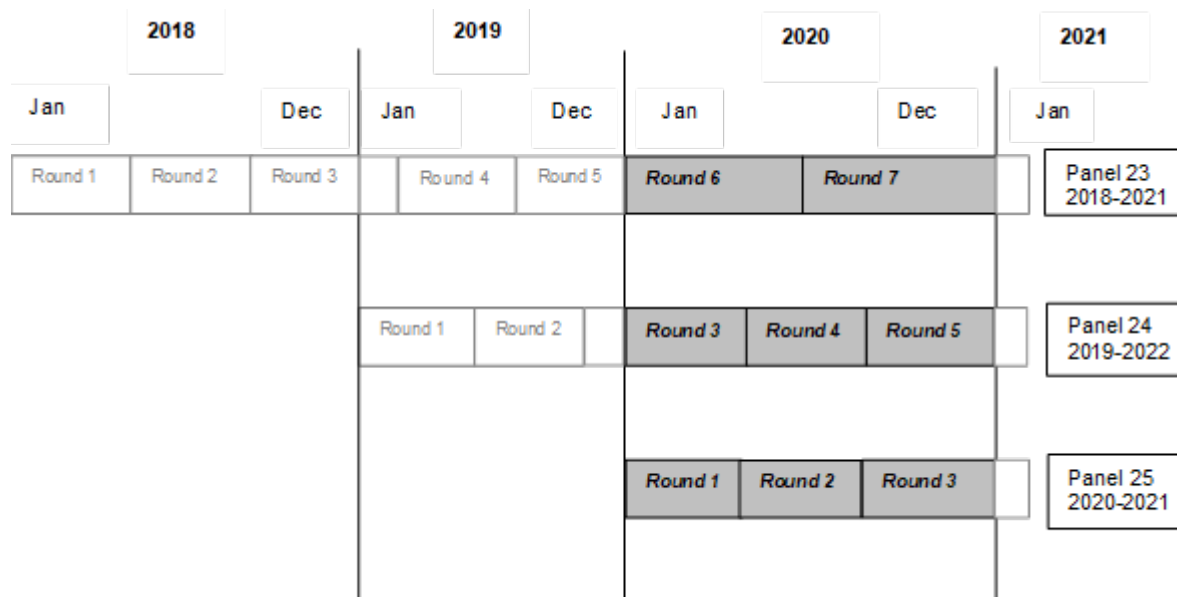 2018 2019 2020 2021
Jan Dec Jan Dec Jan Dec Jan
Round 1 Round 2 Round 3 Round 4 Round 5 Round 6 Round 7
Panel 23
2018-2021
Round 1 Round 2 Round 3 Round 4 Round 5
Panel 24
2019-2022
Round 1 Round 2 Round 3
Panel 25
2020-2021